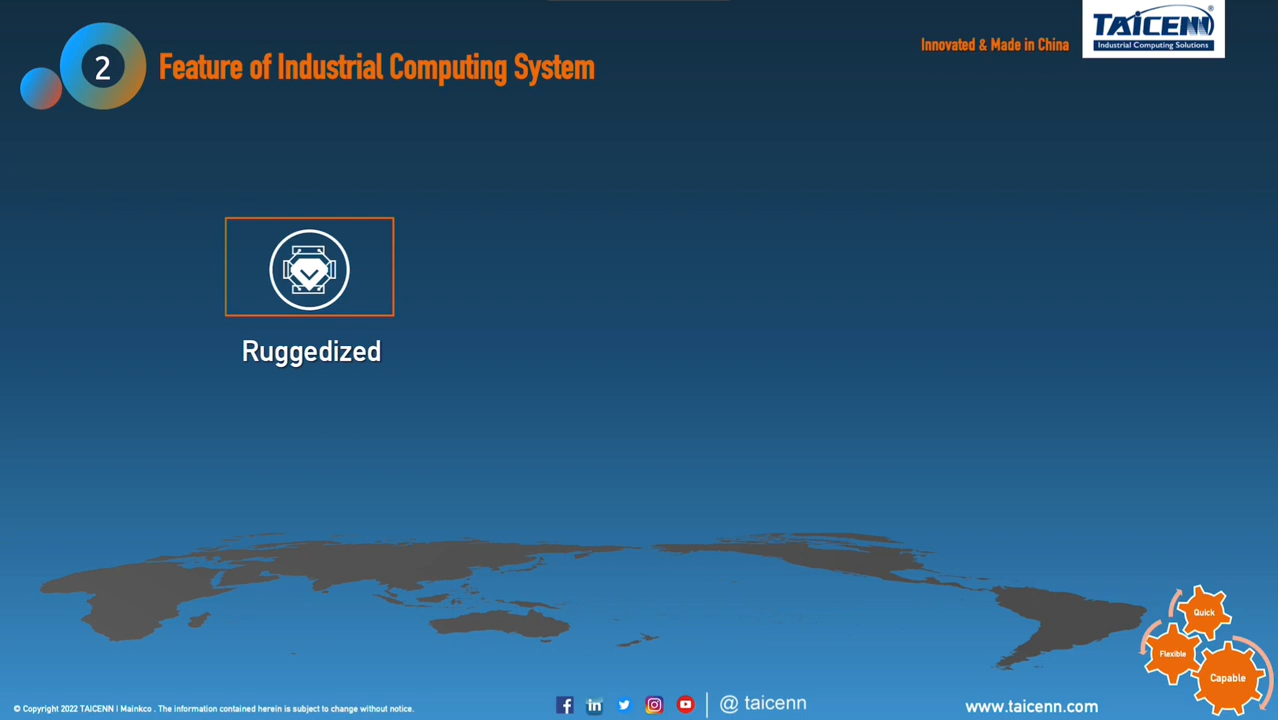 2
Feature of Industrial Computing System
Innovated & Made in China
TAICENN®
Industrial Computing Solutions
Ruggedized
Quick
Flexible
Capable
© Copyright 2022 TAICENN | Mainkco . The information contained herein is subject to change without notice.
@ taicenn
www.taicenn.com